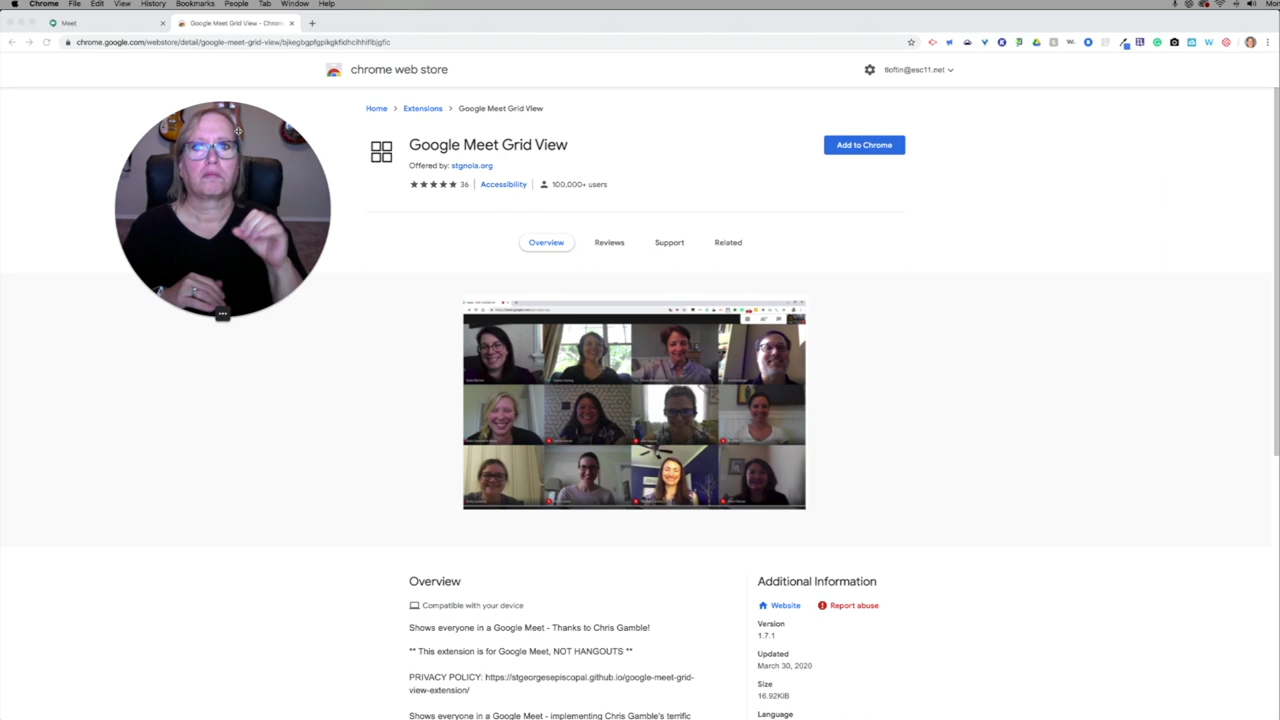 Chrome File Edit View History Bookmarks People Tab Window Help
Meet
Google Meet Grid View - Chrom
chrome.google.com/webstore/detail/google-meet-grid-view/bjkegbgpfgpikgkfidhcihhiflbjgfic
chrome web store
tloftin@esc11.net
Home > Extensions > Google Meet Grid View
Google Meet Grid View
Add to Chrome
Offered by: stgnola.org
36 Accessibility 100,000+ users
Overview Reviews Support Related
Overview
Additional Information
Compatible with your device
Website Report abuse
Shows everyone in a Google Meet - Thanks to Chris Gamble!
Version
1.7.1
** This extension is for Google Meet, NOT HANGOUTS **
Updated
March 30, 2020
PRIVACY POLICY: https://stgeorgesepiscopal.github.io/google-meet-grid-
view-extension/
Size
16.92KiB
Shows everyone in a Google Meet - implementing Chris Gamble's terrific
Language